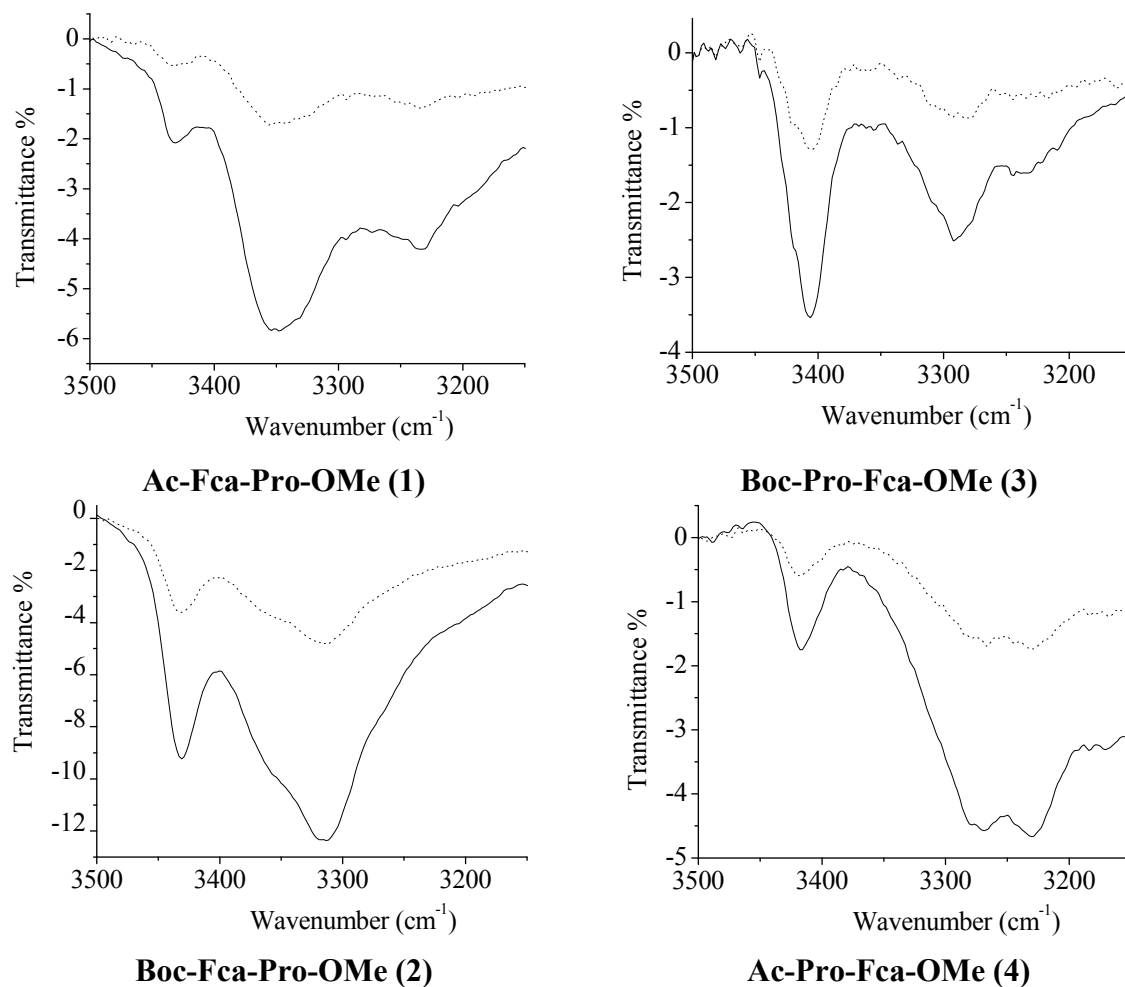 0
-1
-2
-3
-4
-5
-6
3500 3400 3300 3200
Transmittance %
Wavenumber (cm-1)
Ac-Fca-Pro-OMe (1)
0
-1
-2
-3
-4
3500 3400 3300 3200
Transmittance %
Wavenumber (cm-1)
Boc-Pro-Fca-OMe (3)
0
-2
-4
-6
-8
-10
-12
3500 3400 3300 3200
Transmittance %
Wavenumber (cm-1)
Boc-Fca-Pro-OMe (2)
0
-1
-2
-3
-4
-5
3500 3400 3300 3200
Transmittance %
Wavenumber (cm-1)
Ac-Pro-Fca-OMe (4)